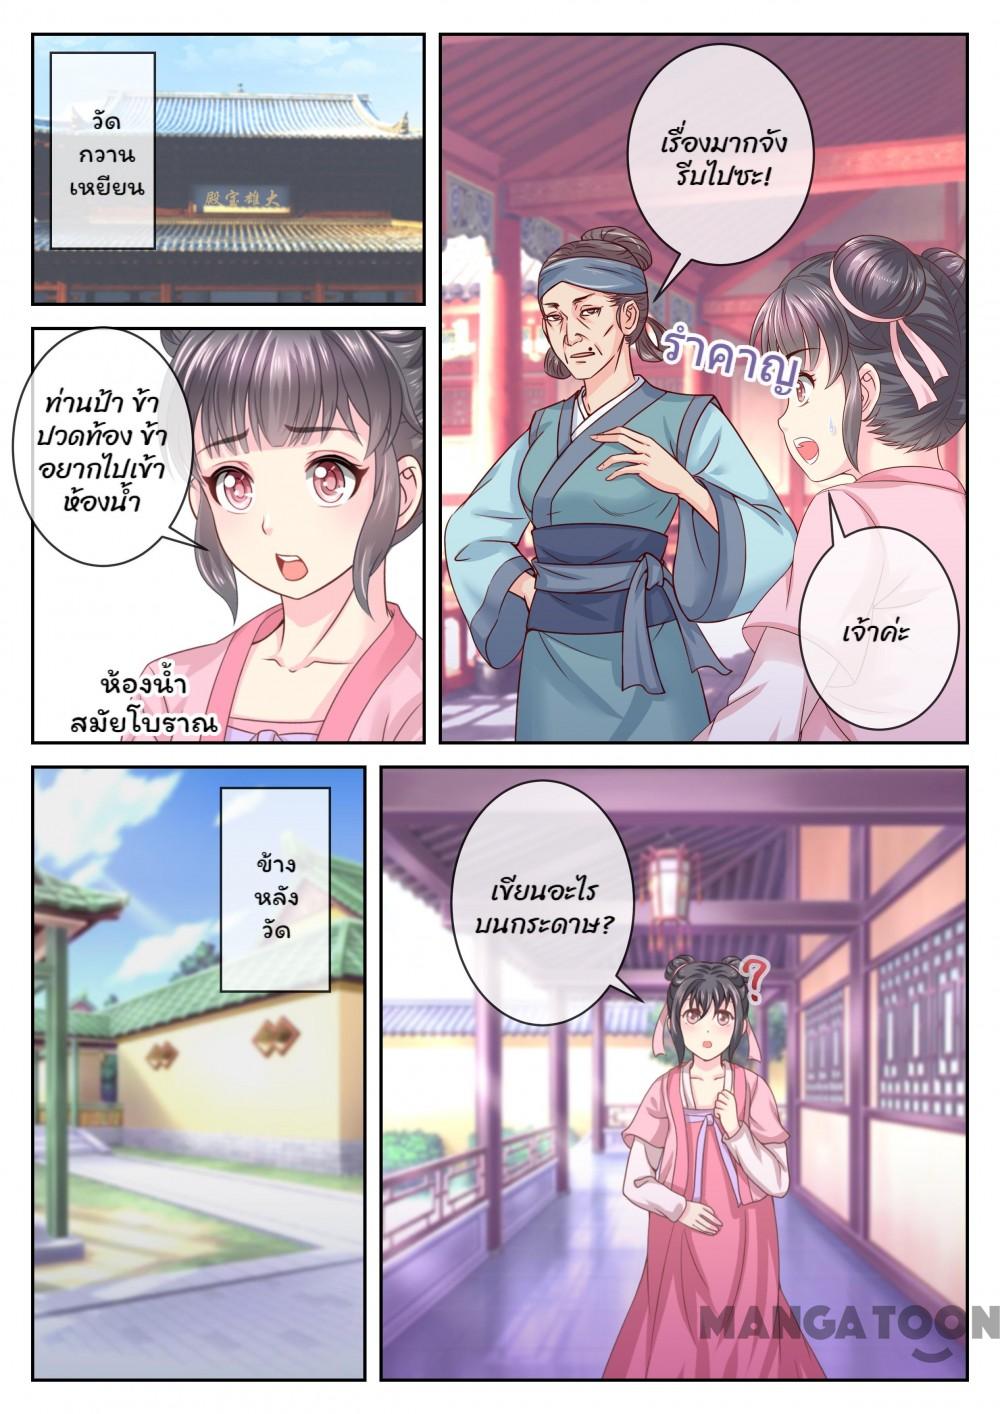 วัด
กวาน
เหยียน
大雄宝殿
ท่านป้า ข้า
ปวดท้อง ข้า
อยากไปเข้า
ห้องน้ำ
ห้องน้ำ
สมัยโบราณ
เรื่องมากจัง
รีบไปซะ!
รำคาญ
เจ้าค่ะ
ข้าง
หลัง
วัด
เขียนอะไร
บนกระดาษ?
?
MANGATOON